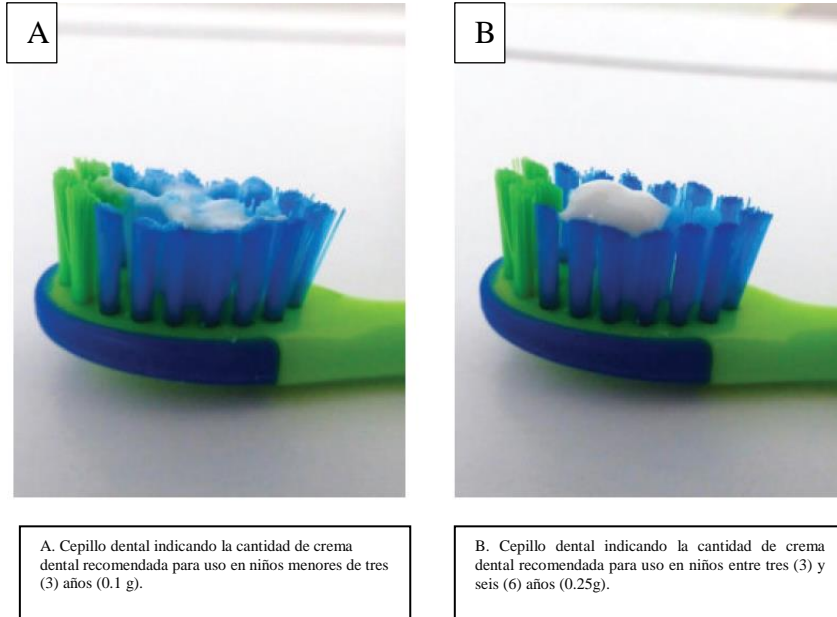 A
B
A. Cepillo dental indicando la cantidad de crema
dental recomendada para uso en niños menores de tres
(3) años (0.1 g).
B. Cepillo dental indicando la cantidad de crema
dental recomendada para uso en niños entre tres (3) y
seis (6) años (0.25g).